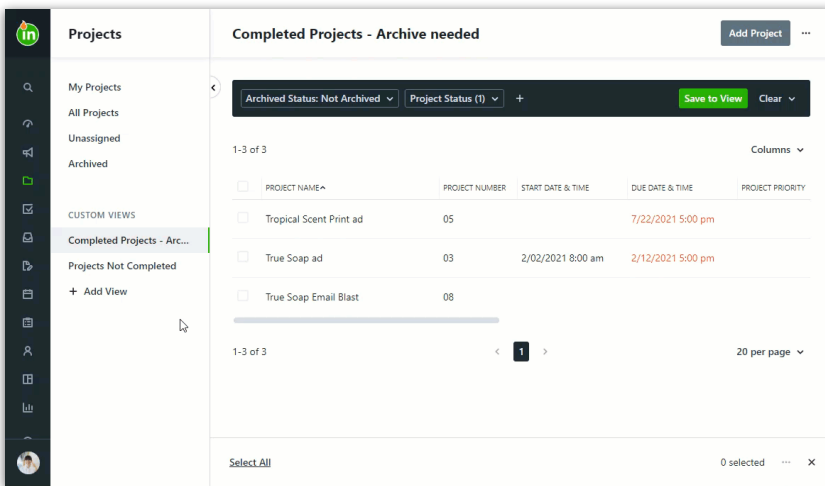 in
Projects
Completed Projects - Archive needed
Add Project
My Projects
All Projects
Unassigned
Archived
CUSTOM VIEWS
Completed Projects - Arc...
Projects Not Completed
+ Add View
Archived Status: Not Archived
Project Status (1)
+
Save to View
Clear
1-3 of 3
Columns
PROJECT NAME PROJECT NUMBER START DATE & TIME DUE DATE & TIME PROJECT PRIORITY
Tropical Scent Print ad 05 7/22/2021 5:00 pm
True Soap ad 03 2/02/2021 8:00 am 2/12/2021 5:00 pm
True Soap Email Blast 08
1-3 of 3
1
20 per page
Select All
0 selected